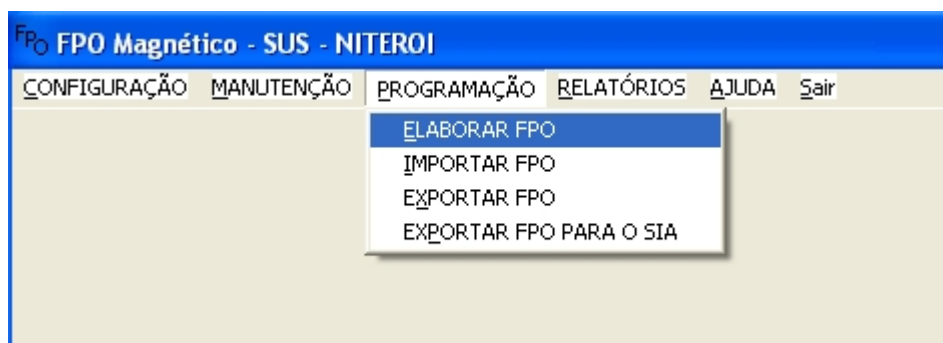 FPO FPO Magnético - SUS - NITEROI
CONFIGURAÇÃO MANUTENÇÃO PROGRAMAÇÃO RELATÓRIOS AJUDA Sair
ELABORAR FPO
IMPORTAR FPO
EXPORTAR FPO
EXPORTAR FPO PARA O SIA